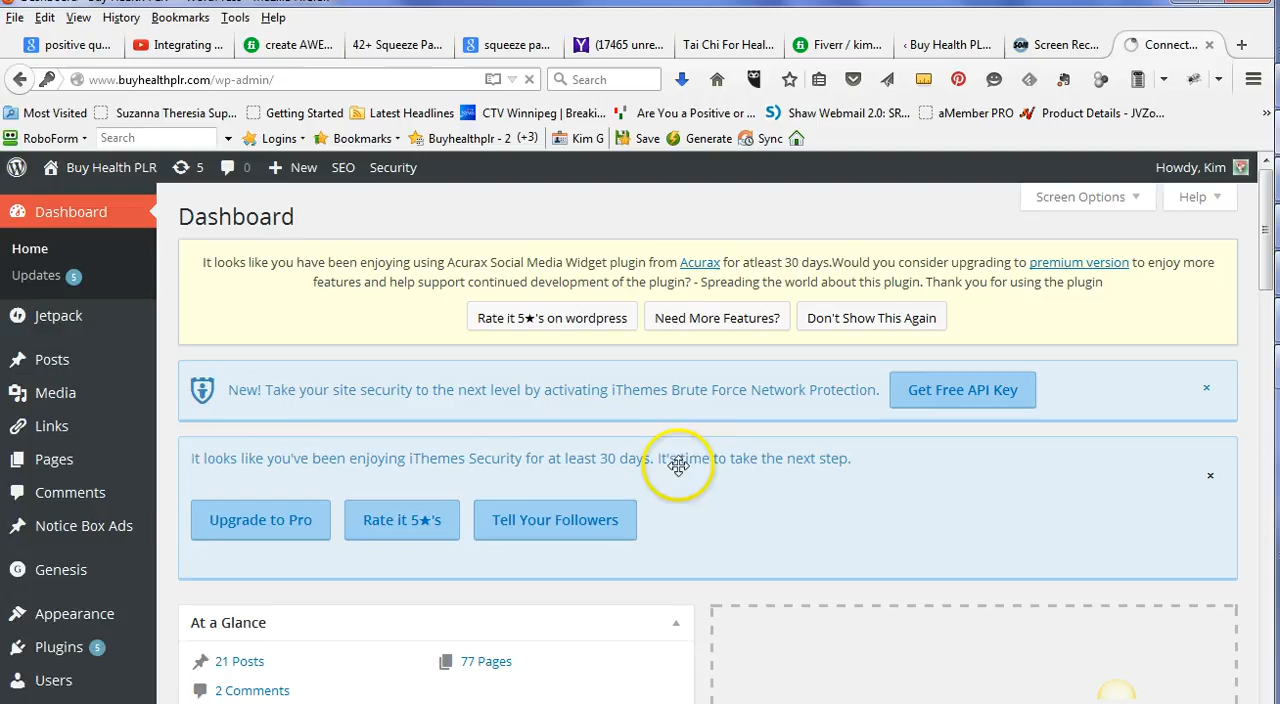 File Edit View History Bookmarks Tools Help
positive qu... Integrating ... create AWE... 42+ Squeeze Pa... squeeze pa... (17465 unre... Tai Chi For Heal... Fiverr / kim... ‹ Buy Health PL... Screen Rec... Connect...
www.buyhealthplr.com/wp-admin/ Search
Most Visited Suzanna Theresia Sup... Getting Started Latest Headlines CTV Winnipeg | Breaki... Are You a Positive or ... Shaw Webmail 2.0: SR... aMember PRO Product Details - JVZo... »
RoboForm Search Logins Bookmarks Buyhealthplr - 2 (+3) Kim G Save Generate Sync
Buy Health PLR 5 0 New SEO Security Howdy, Kim
Screen Options Help
Dashboard
Home
Updates 5
Jetpack
Posts
Media
Links
Pages
Comments
Notice Box Ads
Genesis
Appearance
Plugins 5
Users
Dashboard
It looks like you have been enjoying using Acurax Social Media Widget plugin from Acurax for atleast 30 days.Would you consider upgrading to premium version to enjoy more
features and help support continued development of the plugin? - Spreading the world about this plugin. Thank you for using the plugin
Rate it 5★'s on wordpress Need More Features? Don't Show This Again
New! Take your site security to the next level by activating iThemes Brute Force Network Protection. Get Free API Key
It looks like you've been enjoying iThemes Security for at least 30 days. It's time to take the next step.
Upgrade to Pro Rate it 5★'s Tell Your Followers
At a Glance
21 Posts 77 Pages
2 Comments